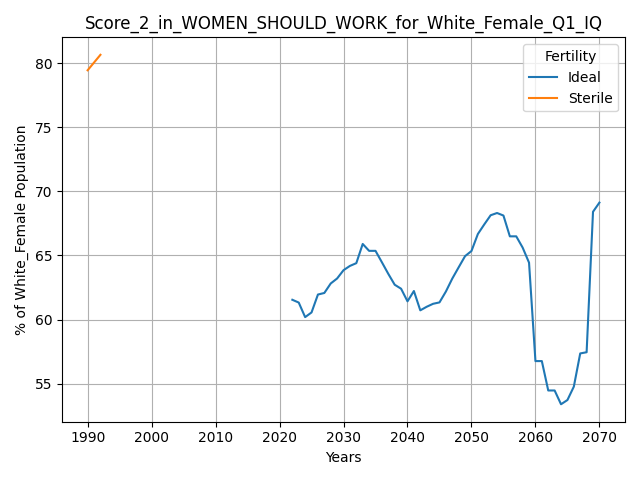 Score_2_in_WOMEN_SHOULD_WORK_for_White_Female_Q1_IQ
Fertility
Ideal
Sterile
% of White_Female Population
80
75
70
65
60
55
1990 2000 2010 2020 2030 2040 2050 2060 2070
Years